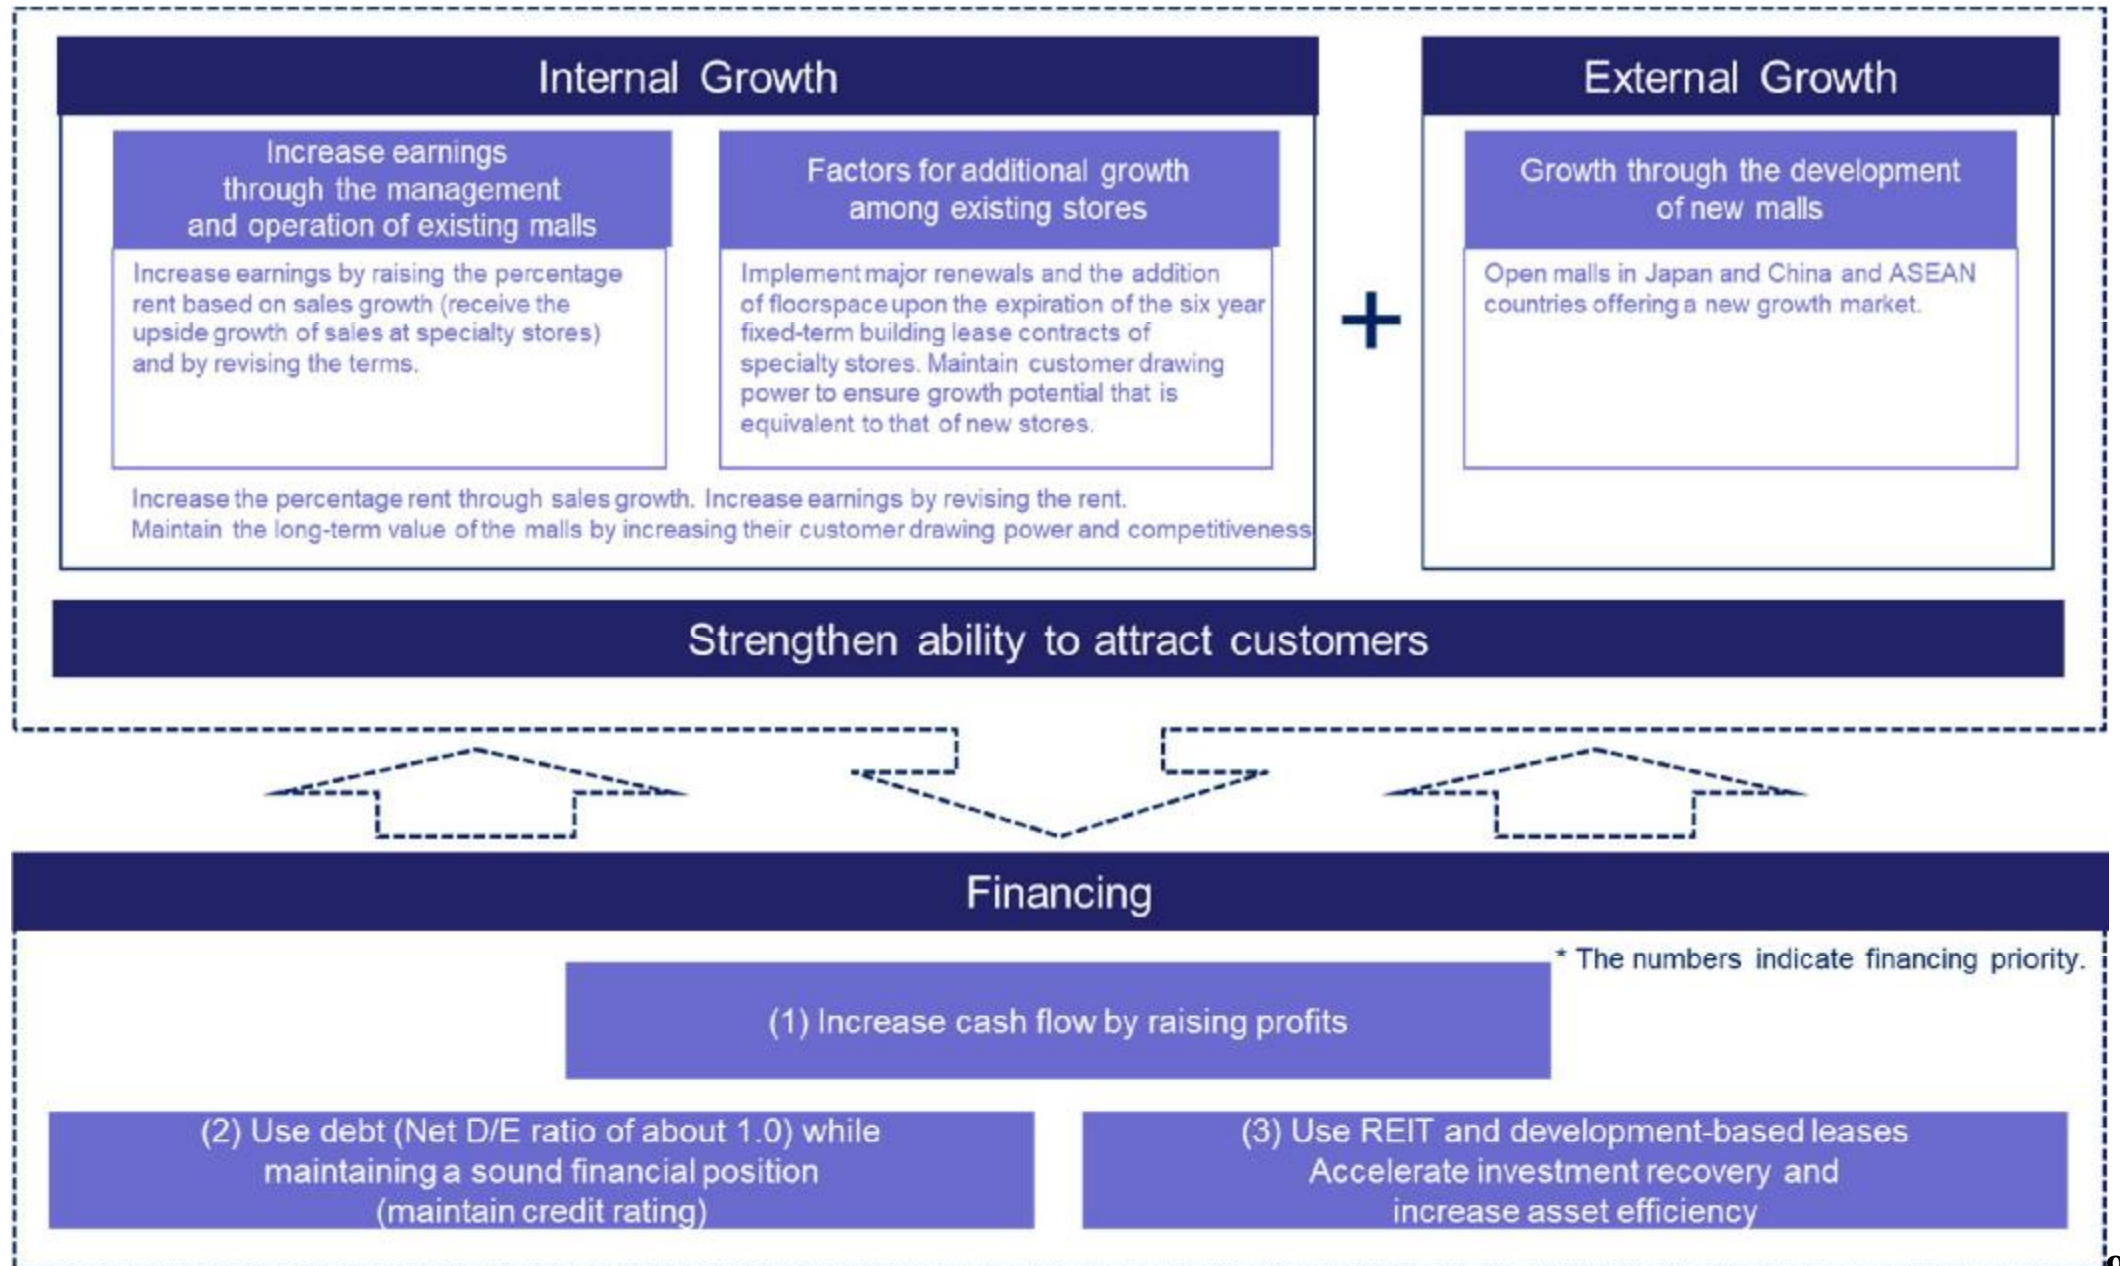 Internal Growth
Increase earnings
through the management
and operation of existing malls
Increase earnings by raising the percentage
rent based on sales growth (receive the
upside growth of sales at specialty stores)
and by revising the terms.
Factors for additional growth
among existing stores
Implement major renewals and the addition
of floorspace upon the expiration of the six year
fixed-term building lease contracts of
specialty stores. Maintain customer drawing
power to ensure growth potential that is
equivalent to that of new stores.
Increase the percentage rent through sales growth. Increase earnings by revising the rent.
Maintain the long-term value of the malls by increasing their customer drawing power and competitiveness
+
External Growth
Growth through the development
of new malls
Open malls in Japan and China and ASEAN
countries offering a new growth market.
Strengthen ability to attract customers
Financing
* The numbers indicate financing priority.
(1) Increase cash flow by raising profits
(2) Use debt (Net D/E ratio of about 1.0) while
maintaining a sound financial position
(maintain credit rating)
(3) Use REIT and development-based leases
Accelerate investment recovery and
increase asset efficiency